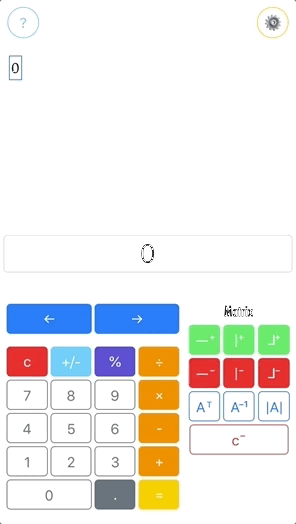 ?
0
0
← →
Matrix
c +/- % ÷
—⁺ |⁺ ⅃⁺
7 8 9 ×
—⁻ |⁻ ⅃⁻
4 5 6 -
Aᵀ A⁻¹ |A|
1 2 3 +
c⁻
0 . =